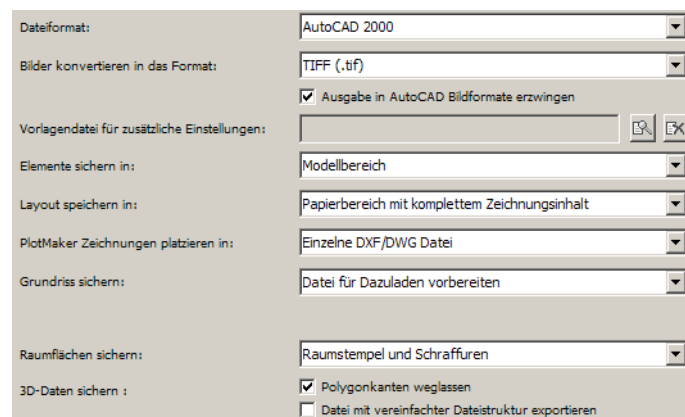 Dateiformat: AutoCAD 2000
Bilder konvertieren in das Format: TIFF (.tif)
Ausgabe in AutoCAD Bildformate erzwingen
Vorlagendatei für zusätzliche Einstellungen:
Elemente sichern in: Modellbereich
Layout speichern in: Papierbereich mit komplettem Zeichnungsinhalt
PlotMaker Zeichnungen platzieren in: Einzelne DXF/DWG Datei
Grundriss sichern: Datei für Dazuladen vorbereiten
Raumflächen sichern: Raumstempel und Schraffuren
3D-Daten sichern : Polygonkanten weglassen
Datei mit vereinfachter Dateistruktur exportieren